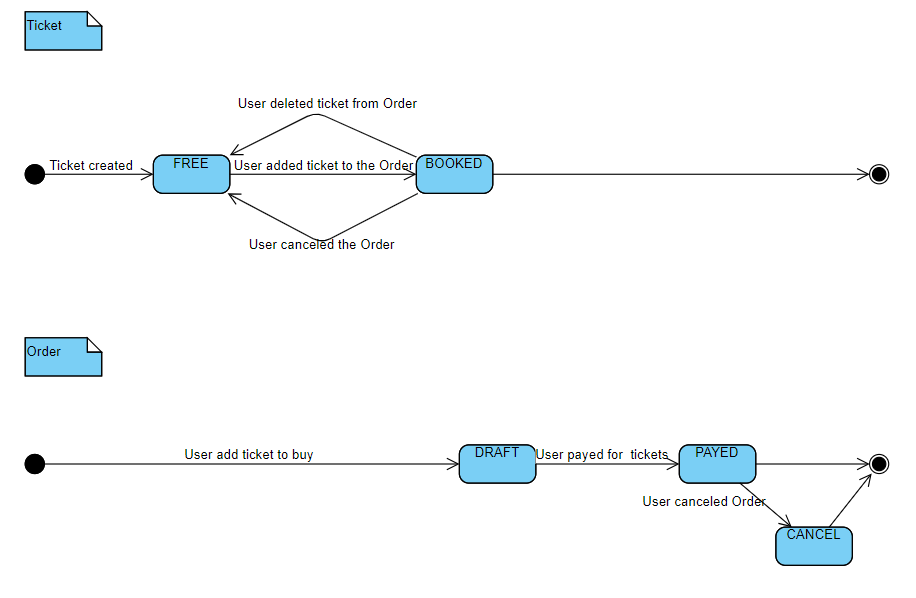 Ticket
User deleted ticket from Order
Ticket created
FREE
User added ticket to the Order
BOOKED
User canceled the Order
Order
User add ticket to buy
DRAFT
User payed for  tickets
PAYED
User canceled Order
CANCEL